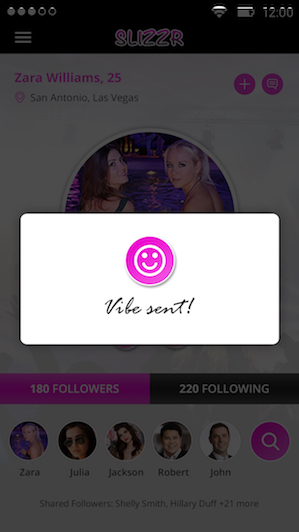 12:00
SLIZZR
Zara Williams, 25
San Antonio, Las Vegas
Vibe sent!
180 FOLLOWERS
220 FOLLOWING
Zara
Julia
Jackson
Robert
John
Shared Followers: Shelly Smith, Hillary Duff +21 more